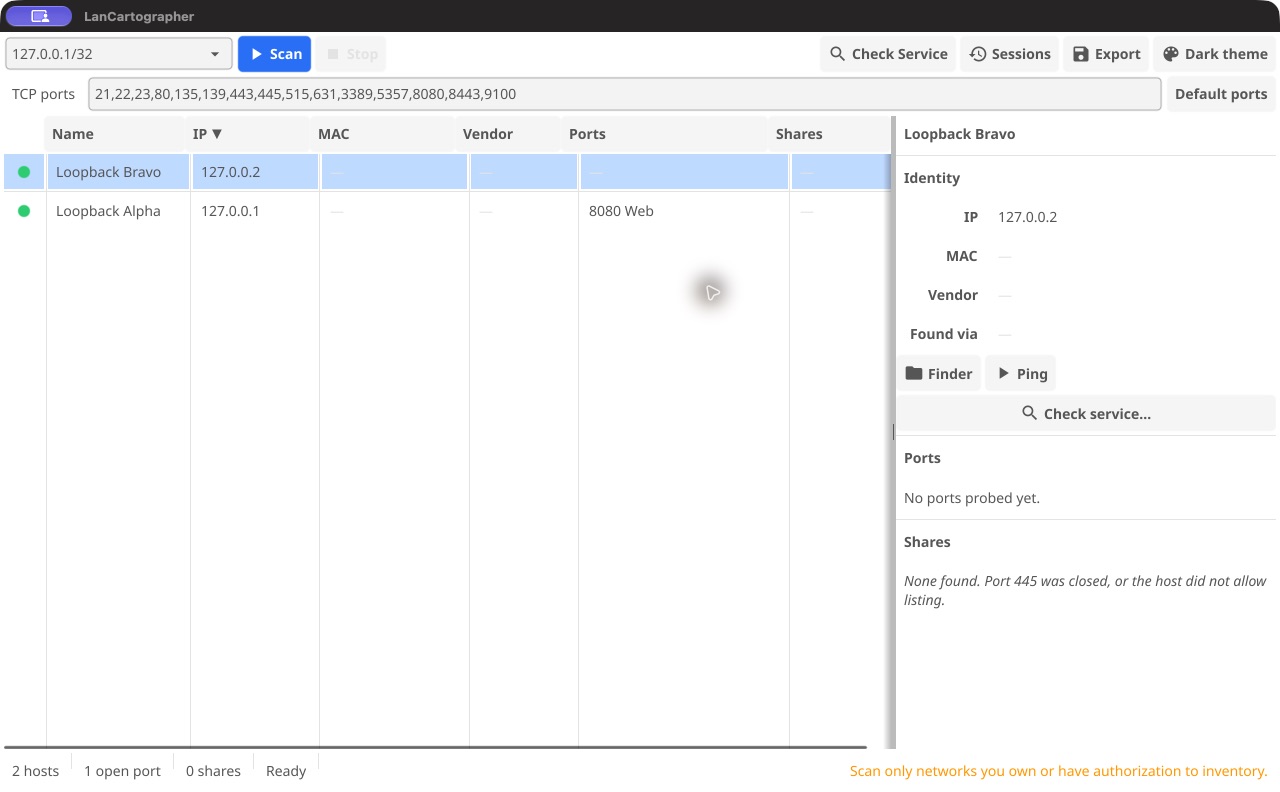 LanCartographer
127.0.0.1/32
Scan
Stop
Check Service
Sessions
Export
Dark theme
TCP ports
21,22,23,80,135,139,443,445,515,631,3389,5357,8080,8443,9100
Default ports
Name IP ▼ MAC Vendor Ports Shares
Loopback Bravo 127.0.0.2 — — — —
Loopback Alpha 127.0.0.1 — — 8080 Web —
Loopback Bravo
Identity
IP 127.0.0.2
MAC —
Vendor —
Found via —
Finder
Ping
Check service...
Ports
No ports probed yet.
Shares
None found. Port 445 was closed, or the host did not allow
listing.
2 hosts
1 open port
0 shares
Ready
Scan only networks you own or have authorization to inventory.